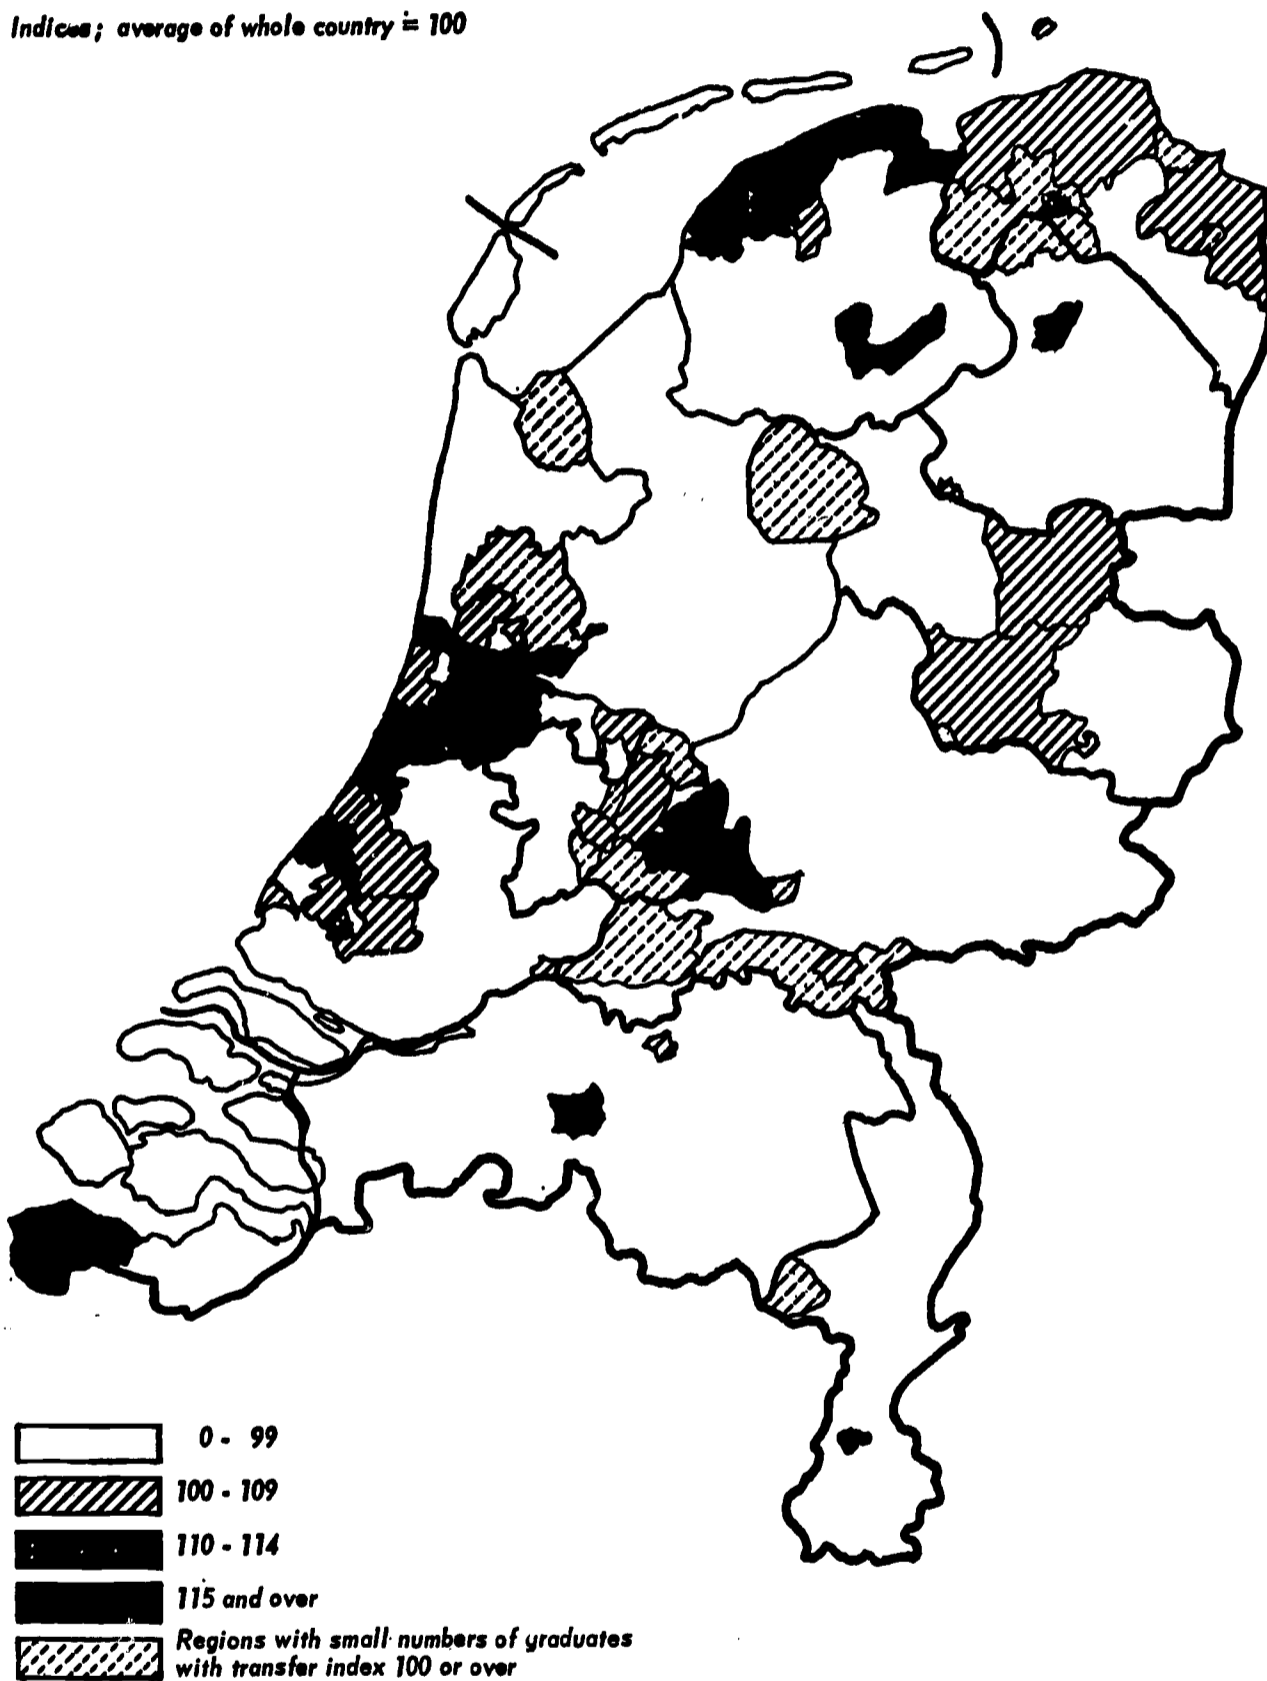 Indices; average of whole country = 100
0 - 99
100 - 109
110 - 114
115 and over
Regions with small numbers of graduates
with transfer index 100 or over